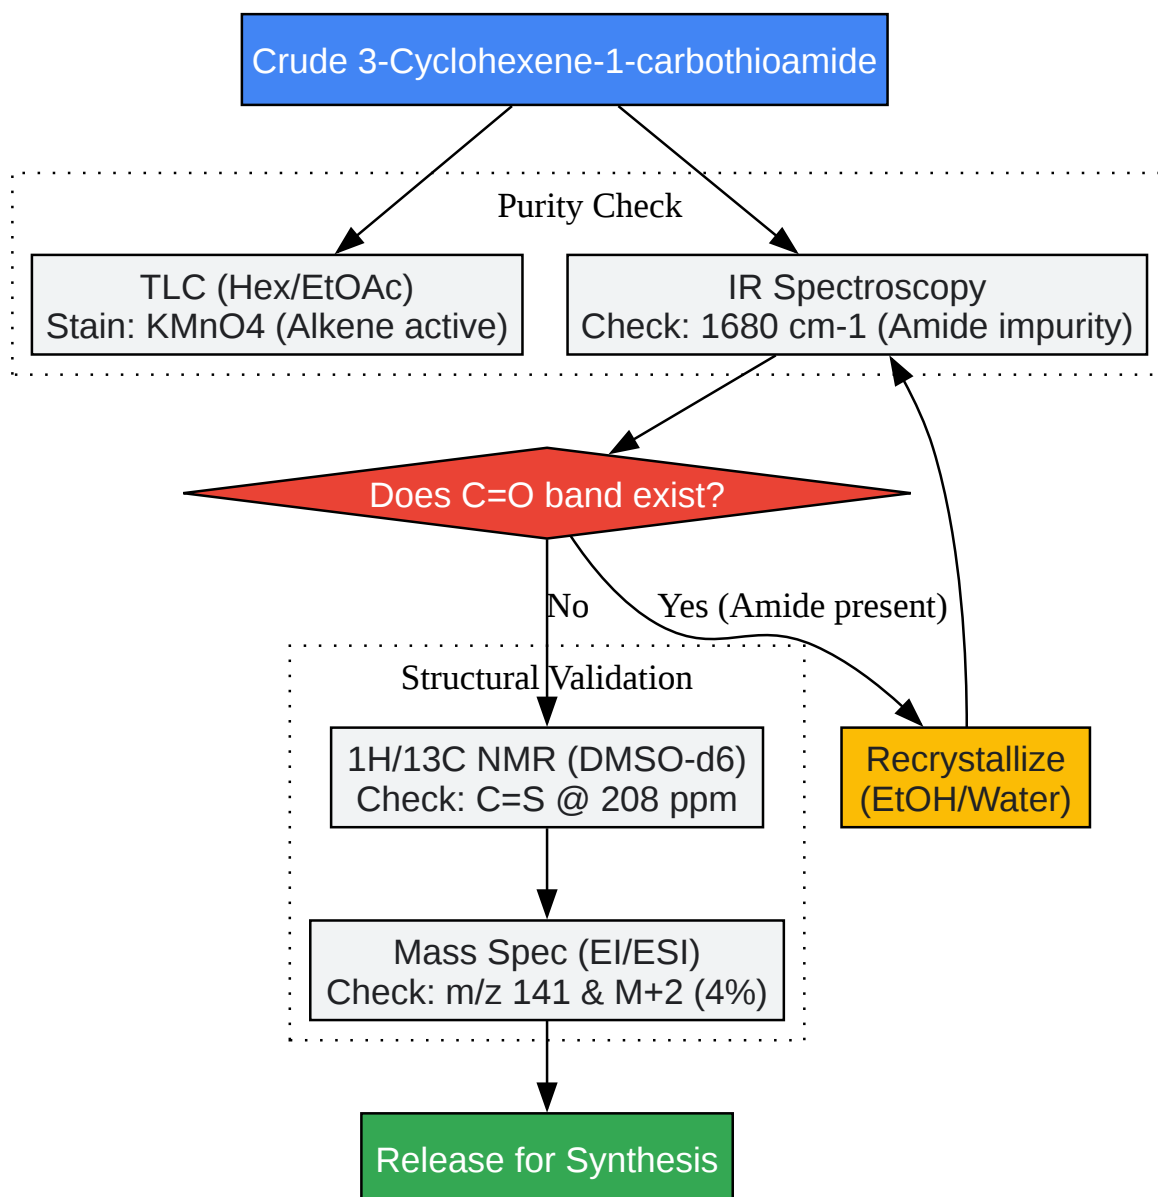 Crude 3-Cyclohexene-1-carbothioamide
Purity Check
TLC (Hex/EtOAc)
Stain: KMnO4 (Alkene active)
IR Spectroscopy
Check: 1680 cm-1 (Amide impurity)
Does C=O band exist?
No
Yes (Amide present)
Structural Validation
1H/13C NMR (DMSO-d6)
Check: C=S @ 208 ppm
Recrystallize
(EtOH/Water)
Mass Spec (EI/ESI)
Check: m/z 141 & M+2 (4%)
Release for Synthesis